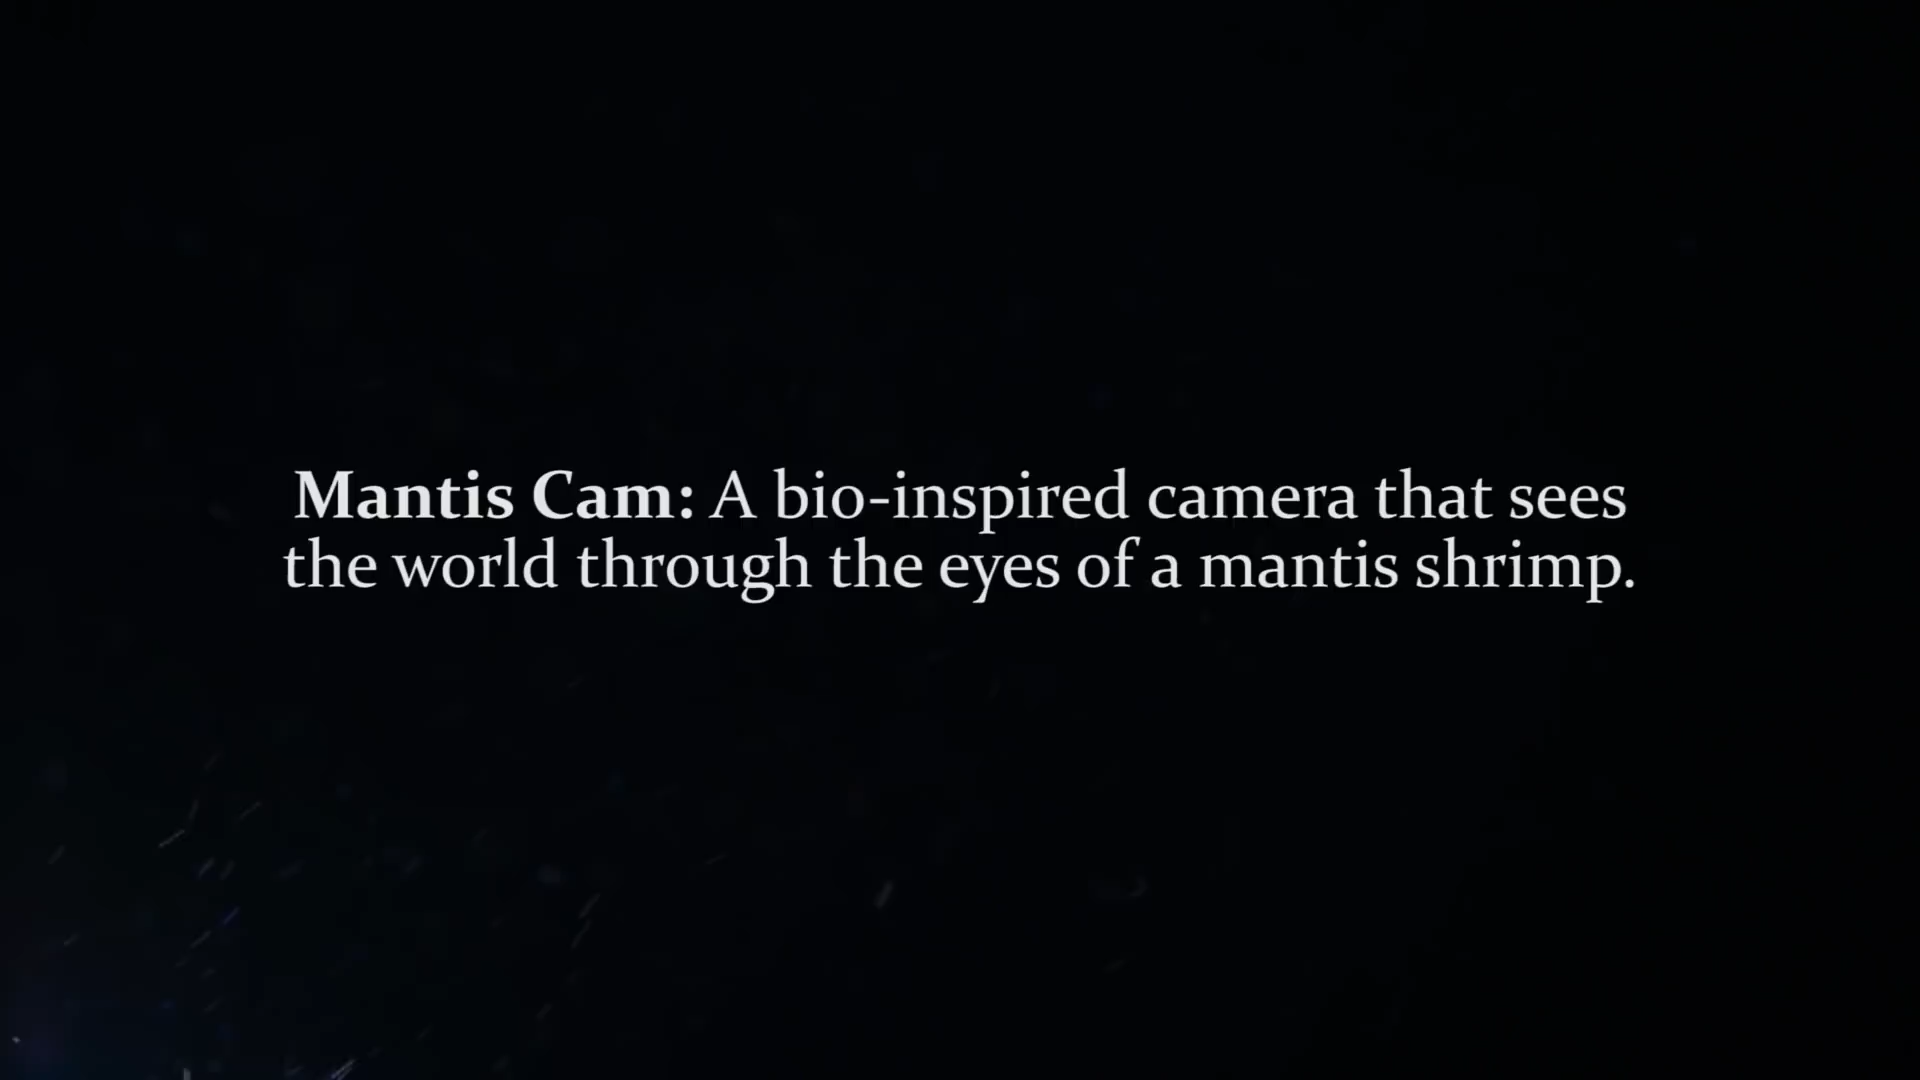 Mantis Cam: A bio-inspired camera that sees
the world through the eyes of a mantis shrimp.